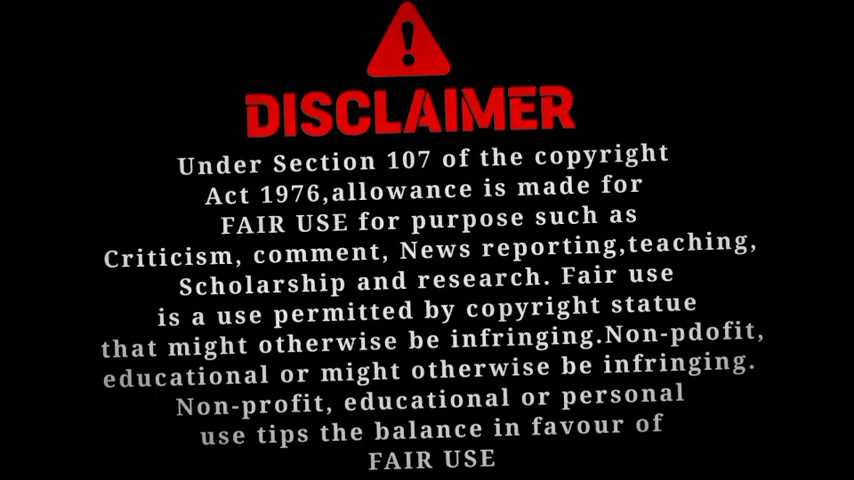 DISCLAIMER
Under Section 107 of the copyright
Act 1976,allowance is made for
FAIR USE for purpose such as
Criticism, comment, News reporting,teaching,
Scholarship and research. Fair use
is a use permitted by copyright statue
that might otherwise be infringing.Non-pdofit,
educational or might otherwise be infringing.
Non-profit, educational or personal
use tips the balance in favour of
FAIR USE